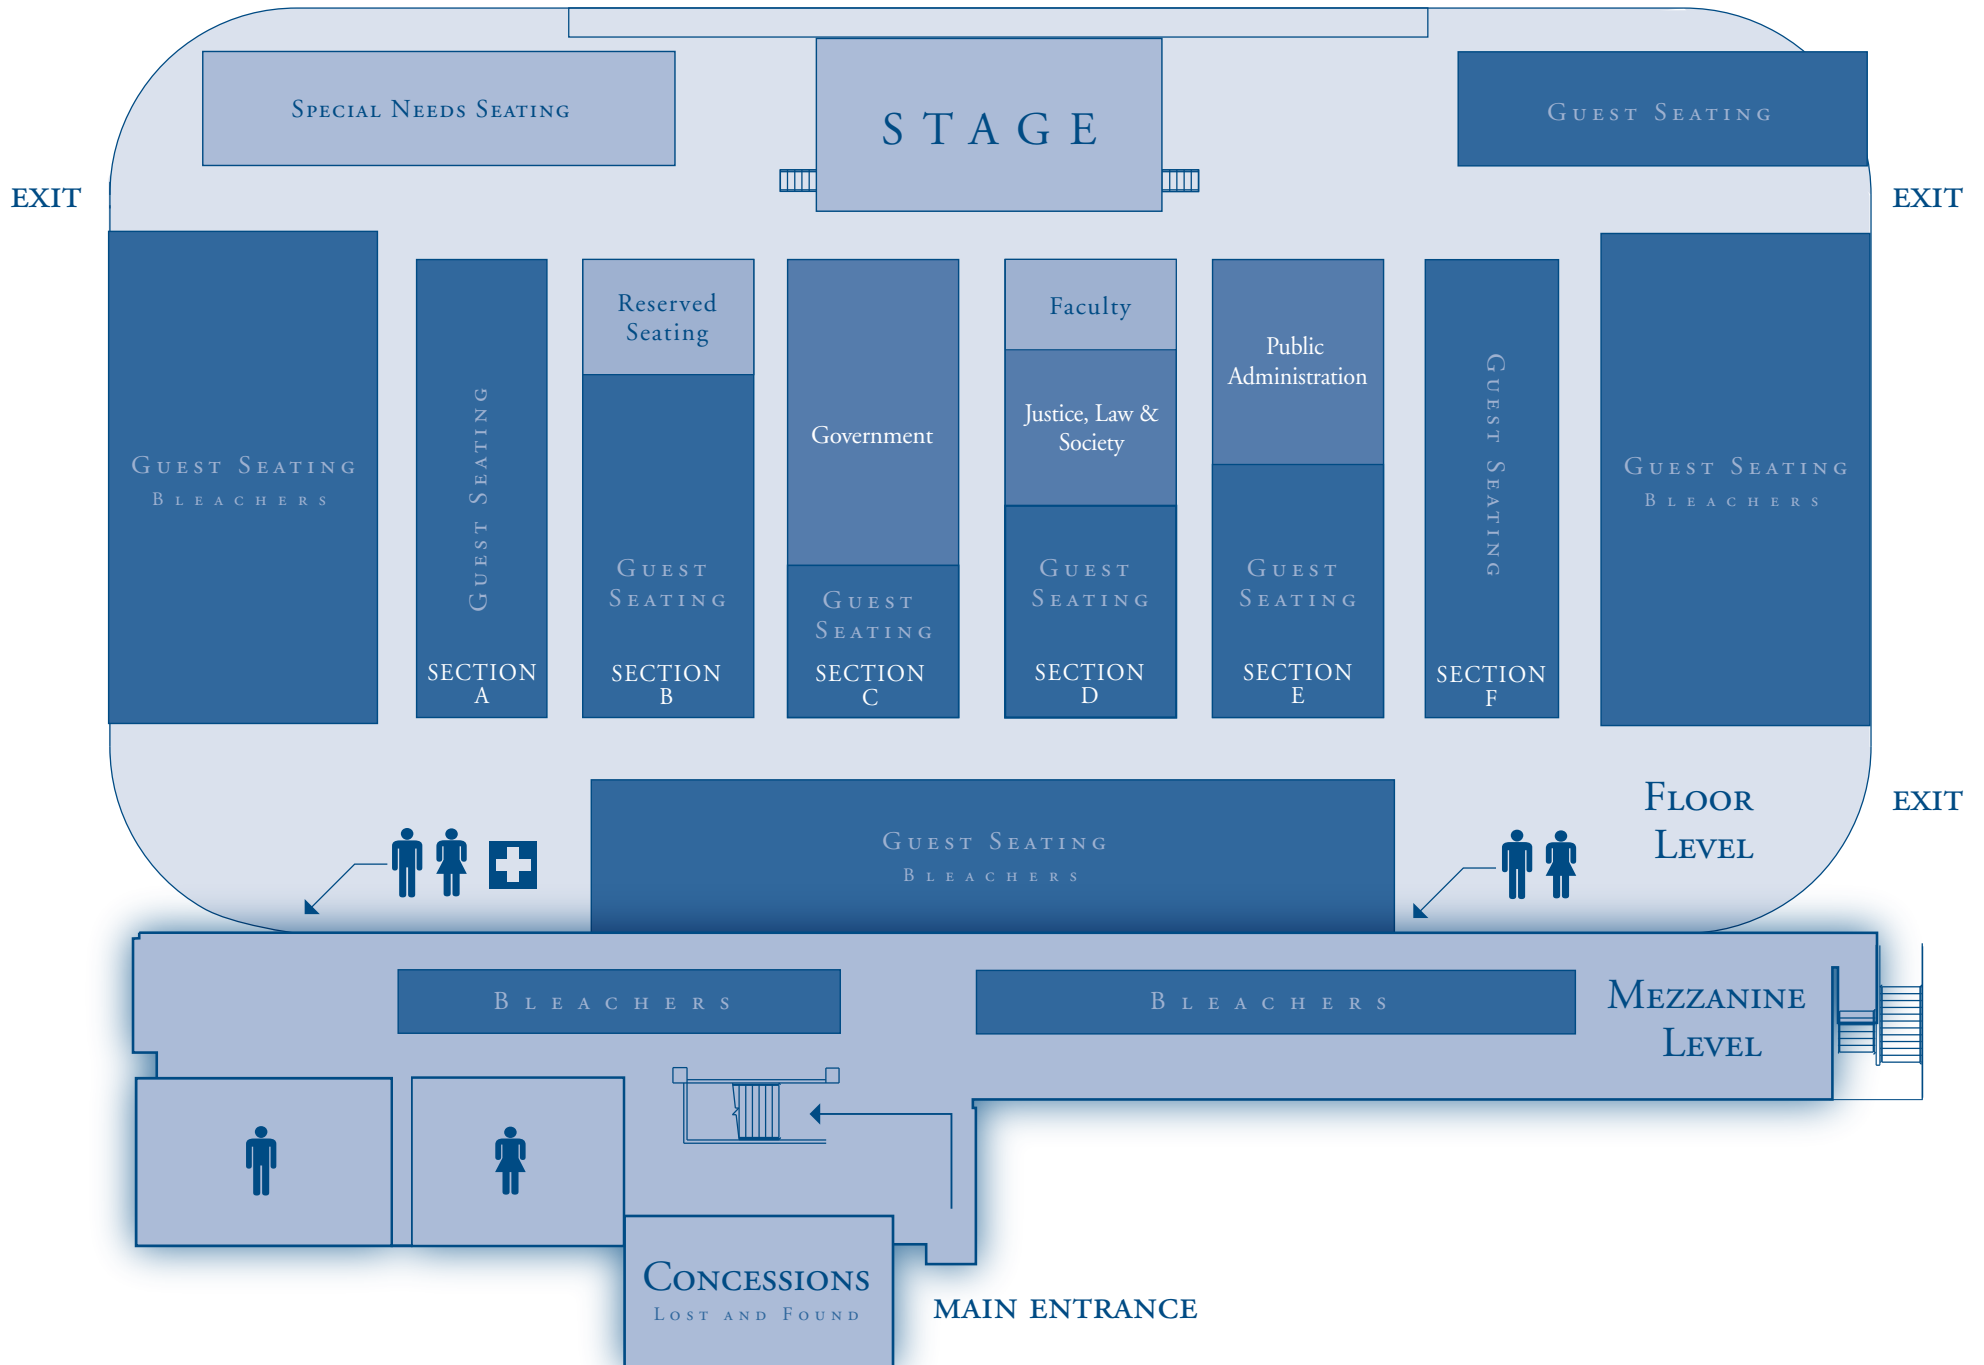 Special Needs Seating
STAGE
Guest Seating
EXIT
EXIT
Guest Seating
Bleachers
Guest Seating
SECTION
A
Reserved
Seating
Guest
Seating
SECTION
B
Government
Guest
Seating
SECTION
C
Faculty
Justice, Law &
Society
Guest
Seating
SECTION
D
Public
Administration
Guest
Seating
SECTION
E
Guest Seating
SECTION
F
Guest Seating
Bleachers
Floor
Level
EXIT
Guest Seating
Bleachers
Bleachers
Bleachers
Mezzanine
Level
Concessions
Lost and Found
MAIN ENTRANCE